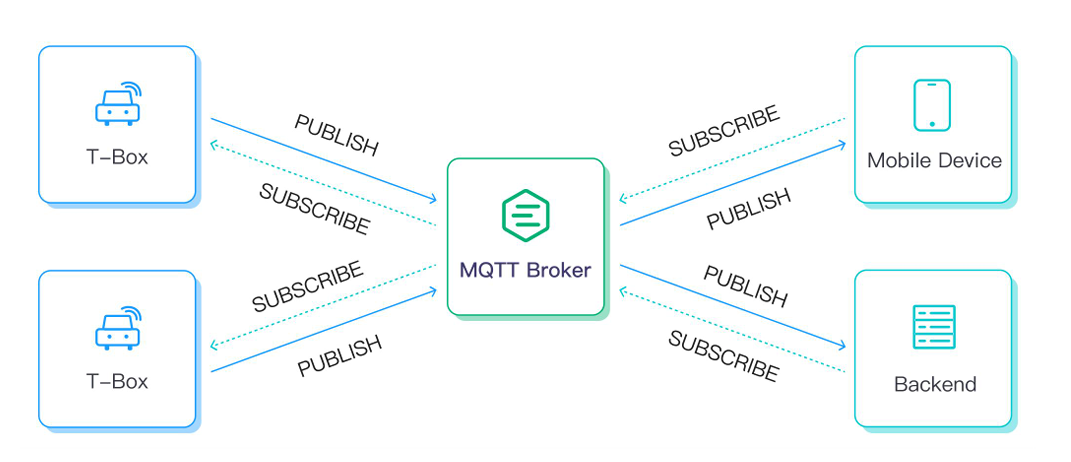 T-Box
PUBLISH
SUBSCRIBE
SUBSCRIBE
PUBLISH
T-Box
MQTT Broker
SUBSCRIBE
PUBLISH
Mobile Device
PUBLISH
SUBSCRIBE
Backend